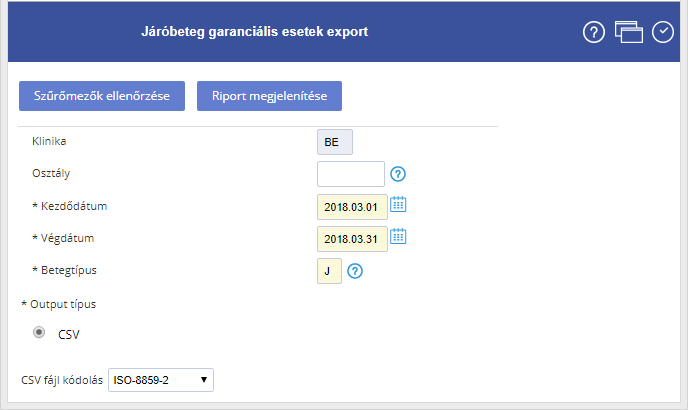 Járóbeteg garanciális esetek export
Szűrőmezők ellenőrzése Riport megjelenítése
Klinika BE
Osztály
* Kezdődátum 2018.03.01
* Végdátum 2018.03.31
* Betegtípus J
* Output típus
CSV
CSV fájl kódolás ISO-8859-2